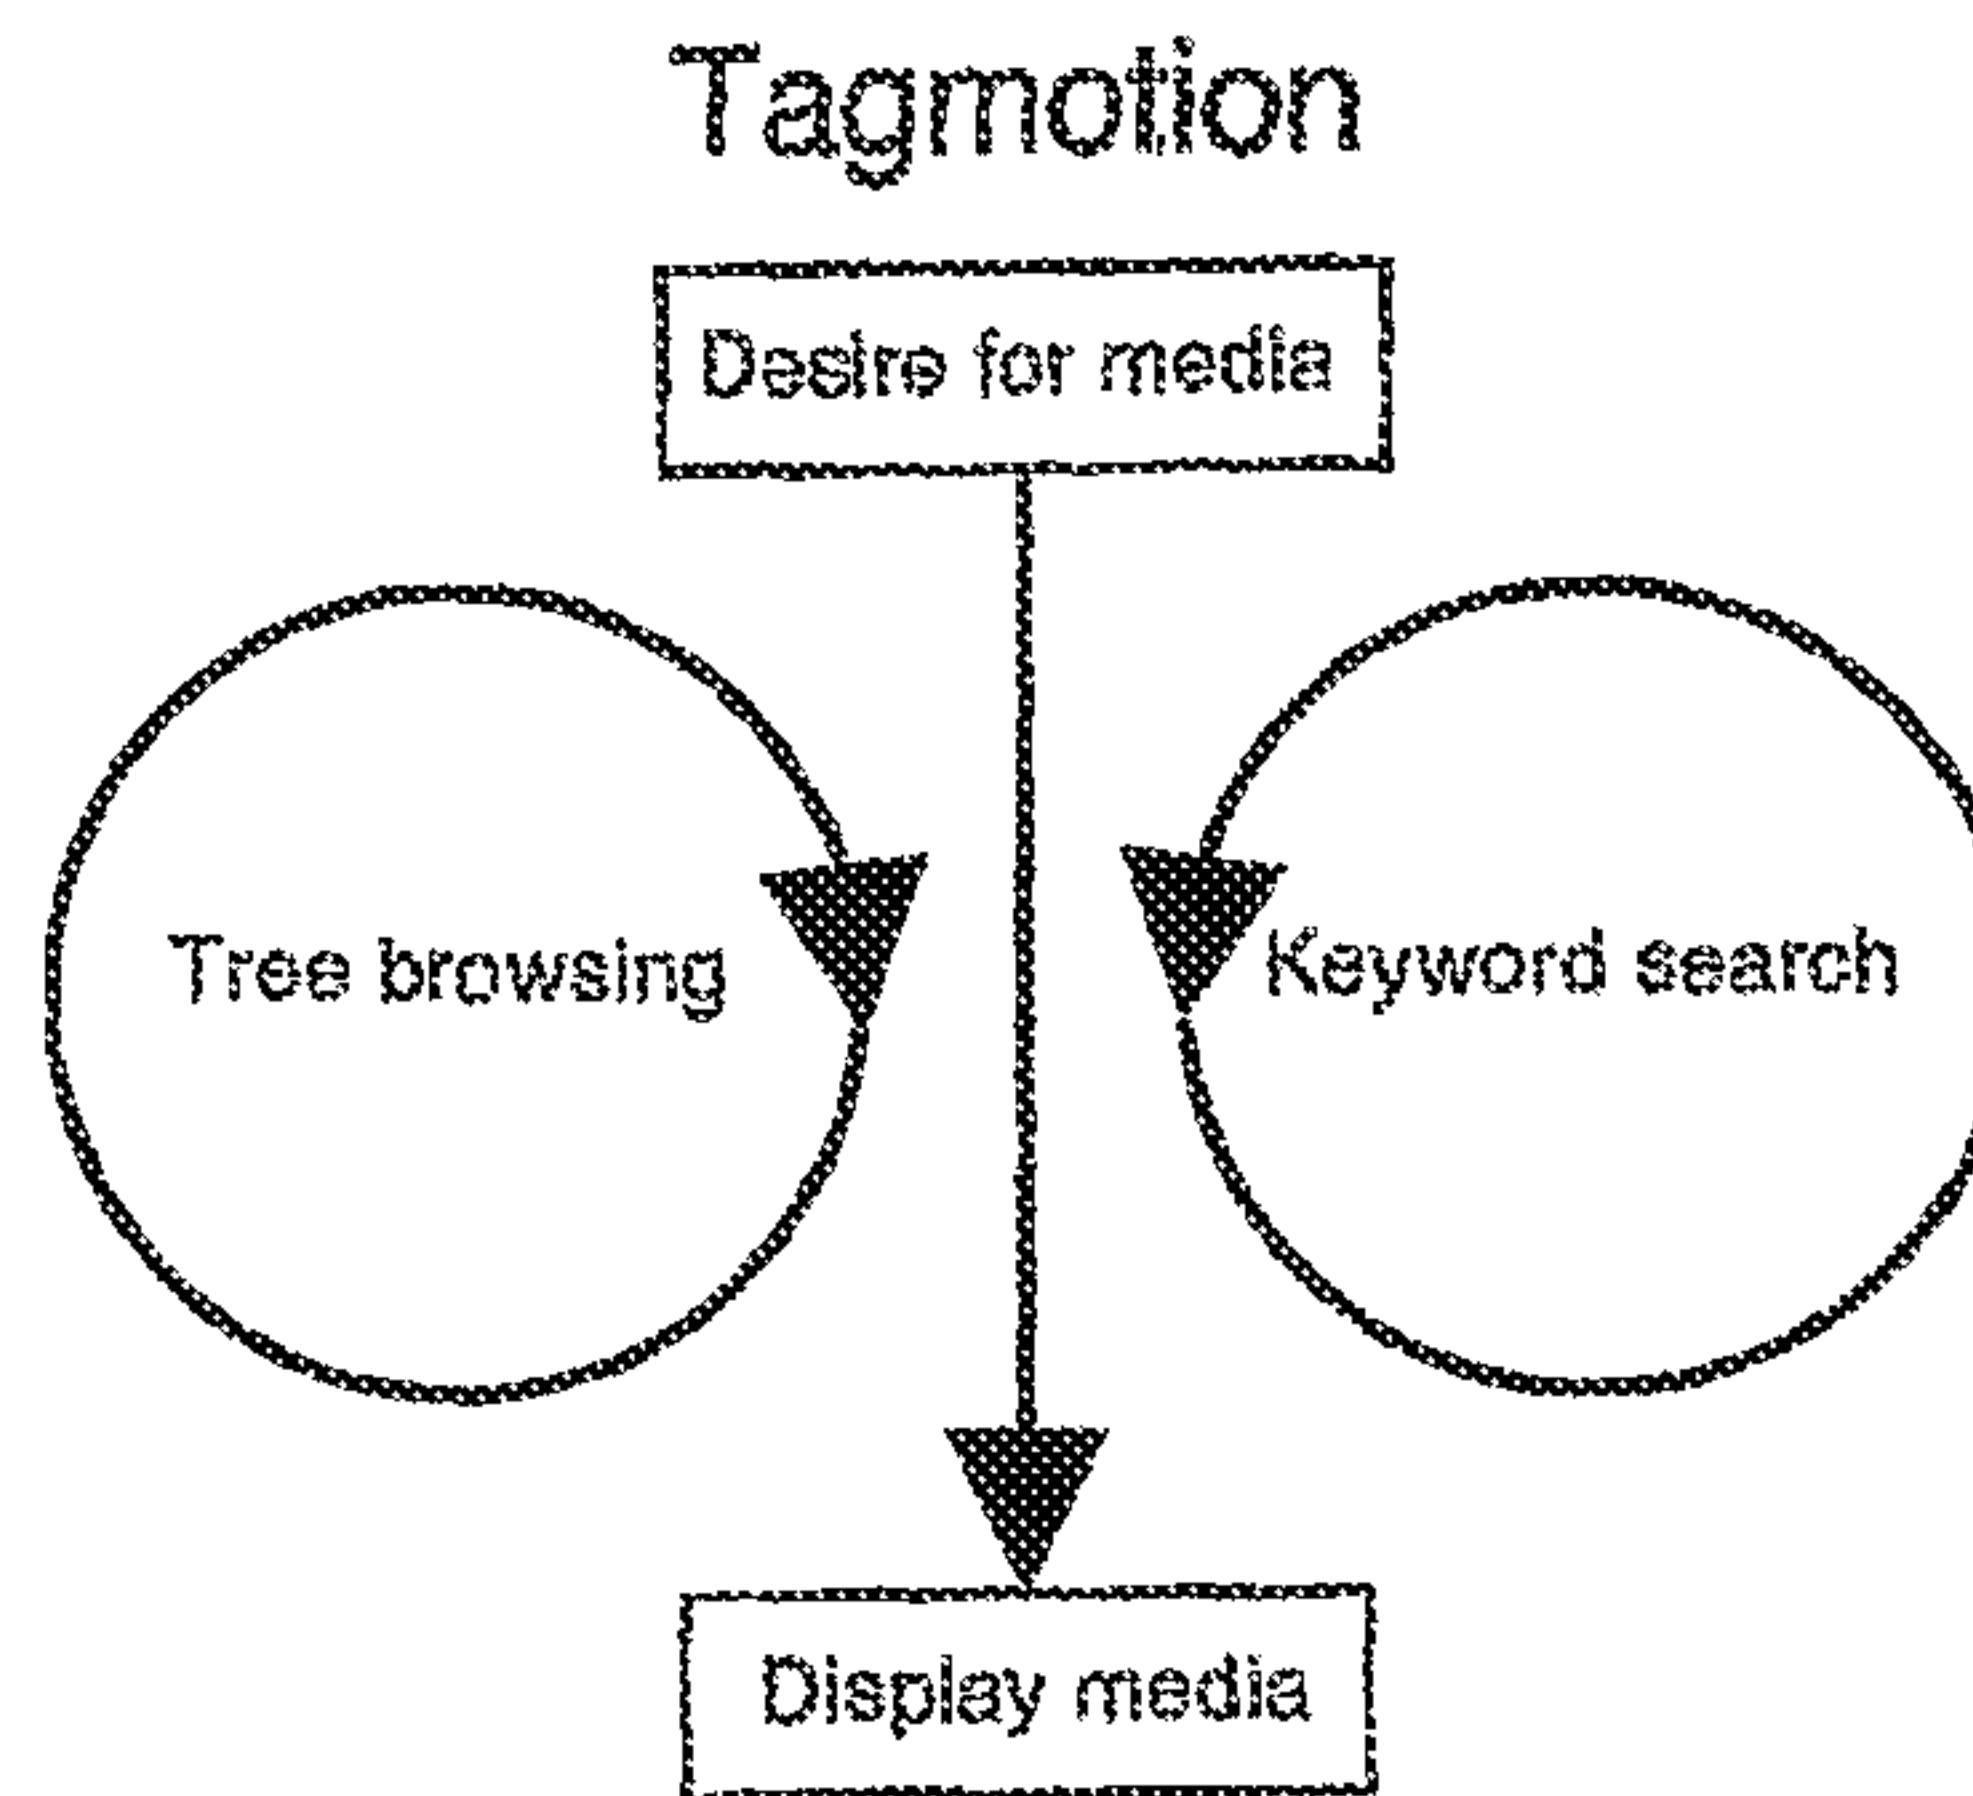 Tagmotion
Desire for media
Tree browsing
Keyword search
Display media